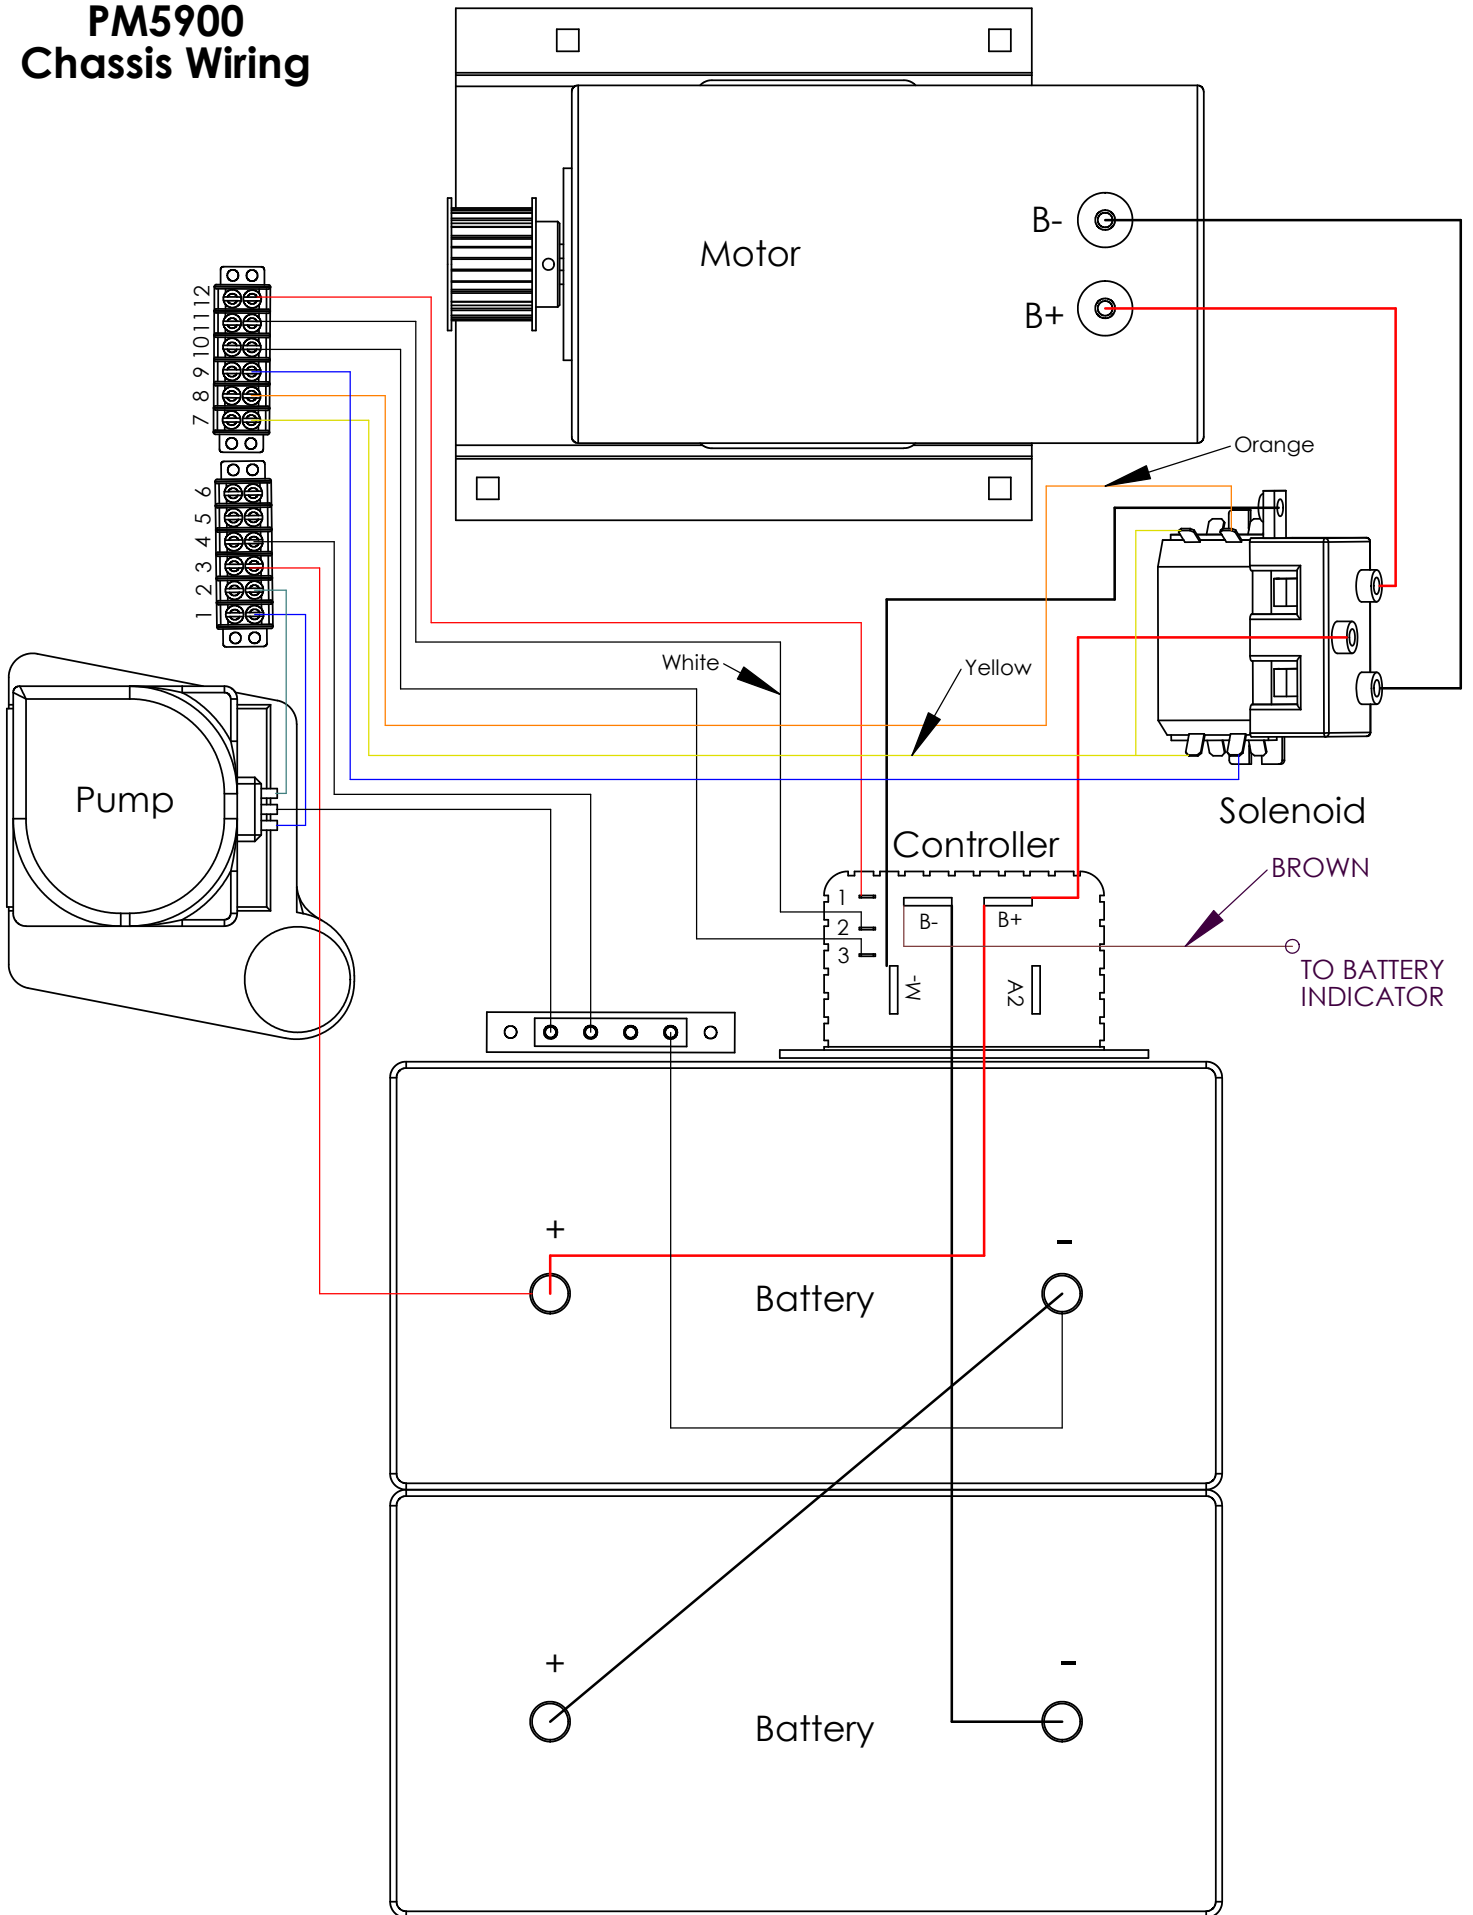 PM5900
Chassis Wiring
B-
Motor
B+
12
11
10
9
8
7
Orange
6
5
4
3
2
1
White
Yellow
Pump
Solenoid
Controller
BROWN
1
B-
B+
2
3
M-
A2
TO BATTERY
INDICATOR
+
-
Battery
+
-
Battery